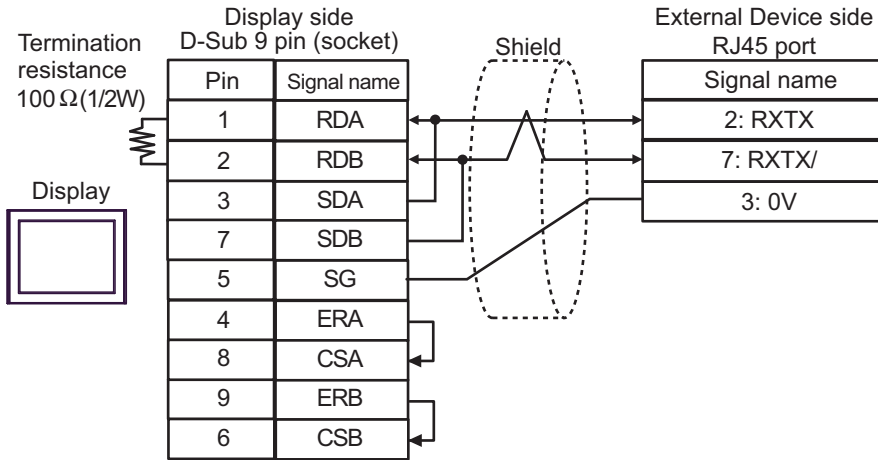 Display side
D-Sub 9 pin (socket)
External Device side
RJ45 port
Termination
resistance
100 Ω(1/2W)
Shield
Display
Pin Signal name
1 RDA
2 RDB
3 SDA
7 SDB
5 SG
4 ERA
8 CSA
9 ERB
6 CSB
Signal name
2: RXTX
7: RXTX/
3: 0V